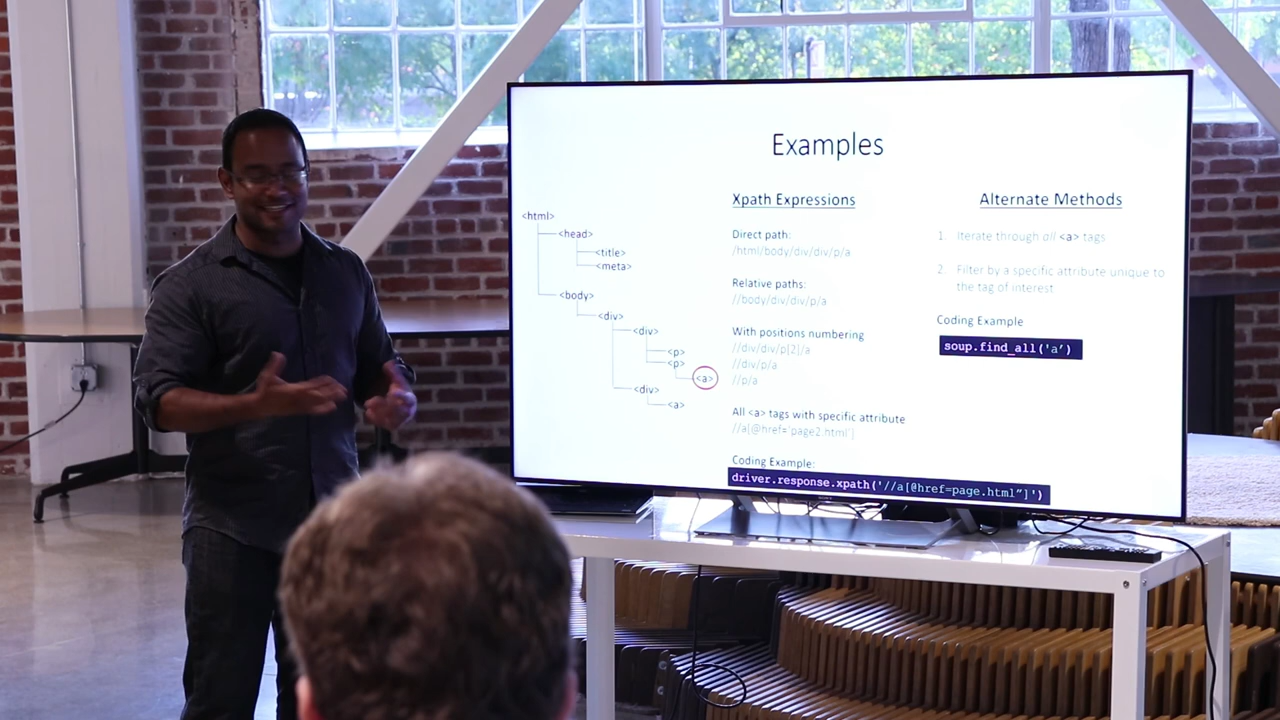 Examples
<html>
<head>
<title>
<meta>
<body>
<div>
<div>
<p>
<p>
<a>
<div>
<a>
Xpath Expressions
Direct path:
/html/body/div/div/p/a
Relative paths:
//body/div/div/p/a
With positions numbering
//div/div/p[2]/a
//div/p/a
//p/a
All <a> tags with specific attribute
//a[@href='page2.html']
Coding Example:
driver.response.xpath('//a[@href=page.html"]')
Alternate Methods
1. Iterate through all <a> tags
2. Filter by a specific attribute unique to
the tag of interest
Coding Example
soup.find_all('a')
SONY